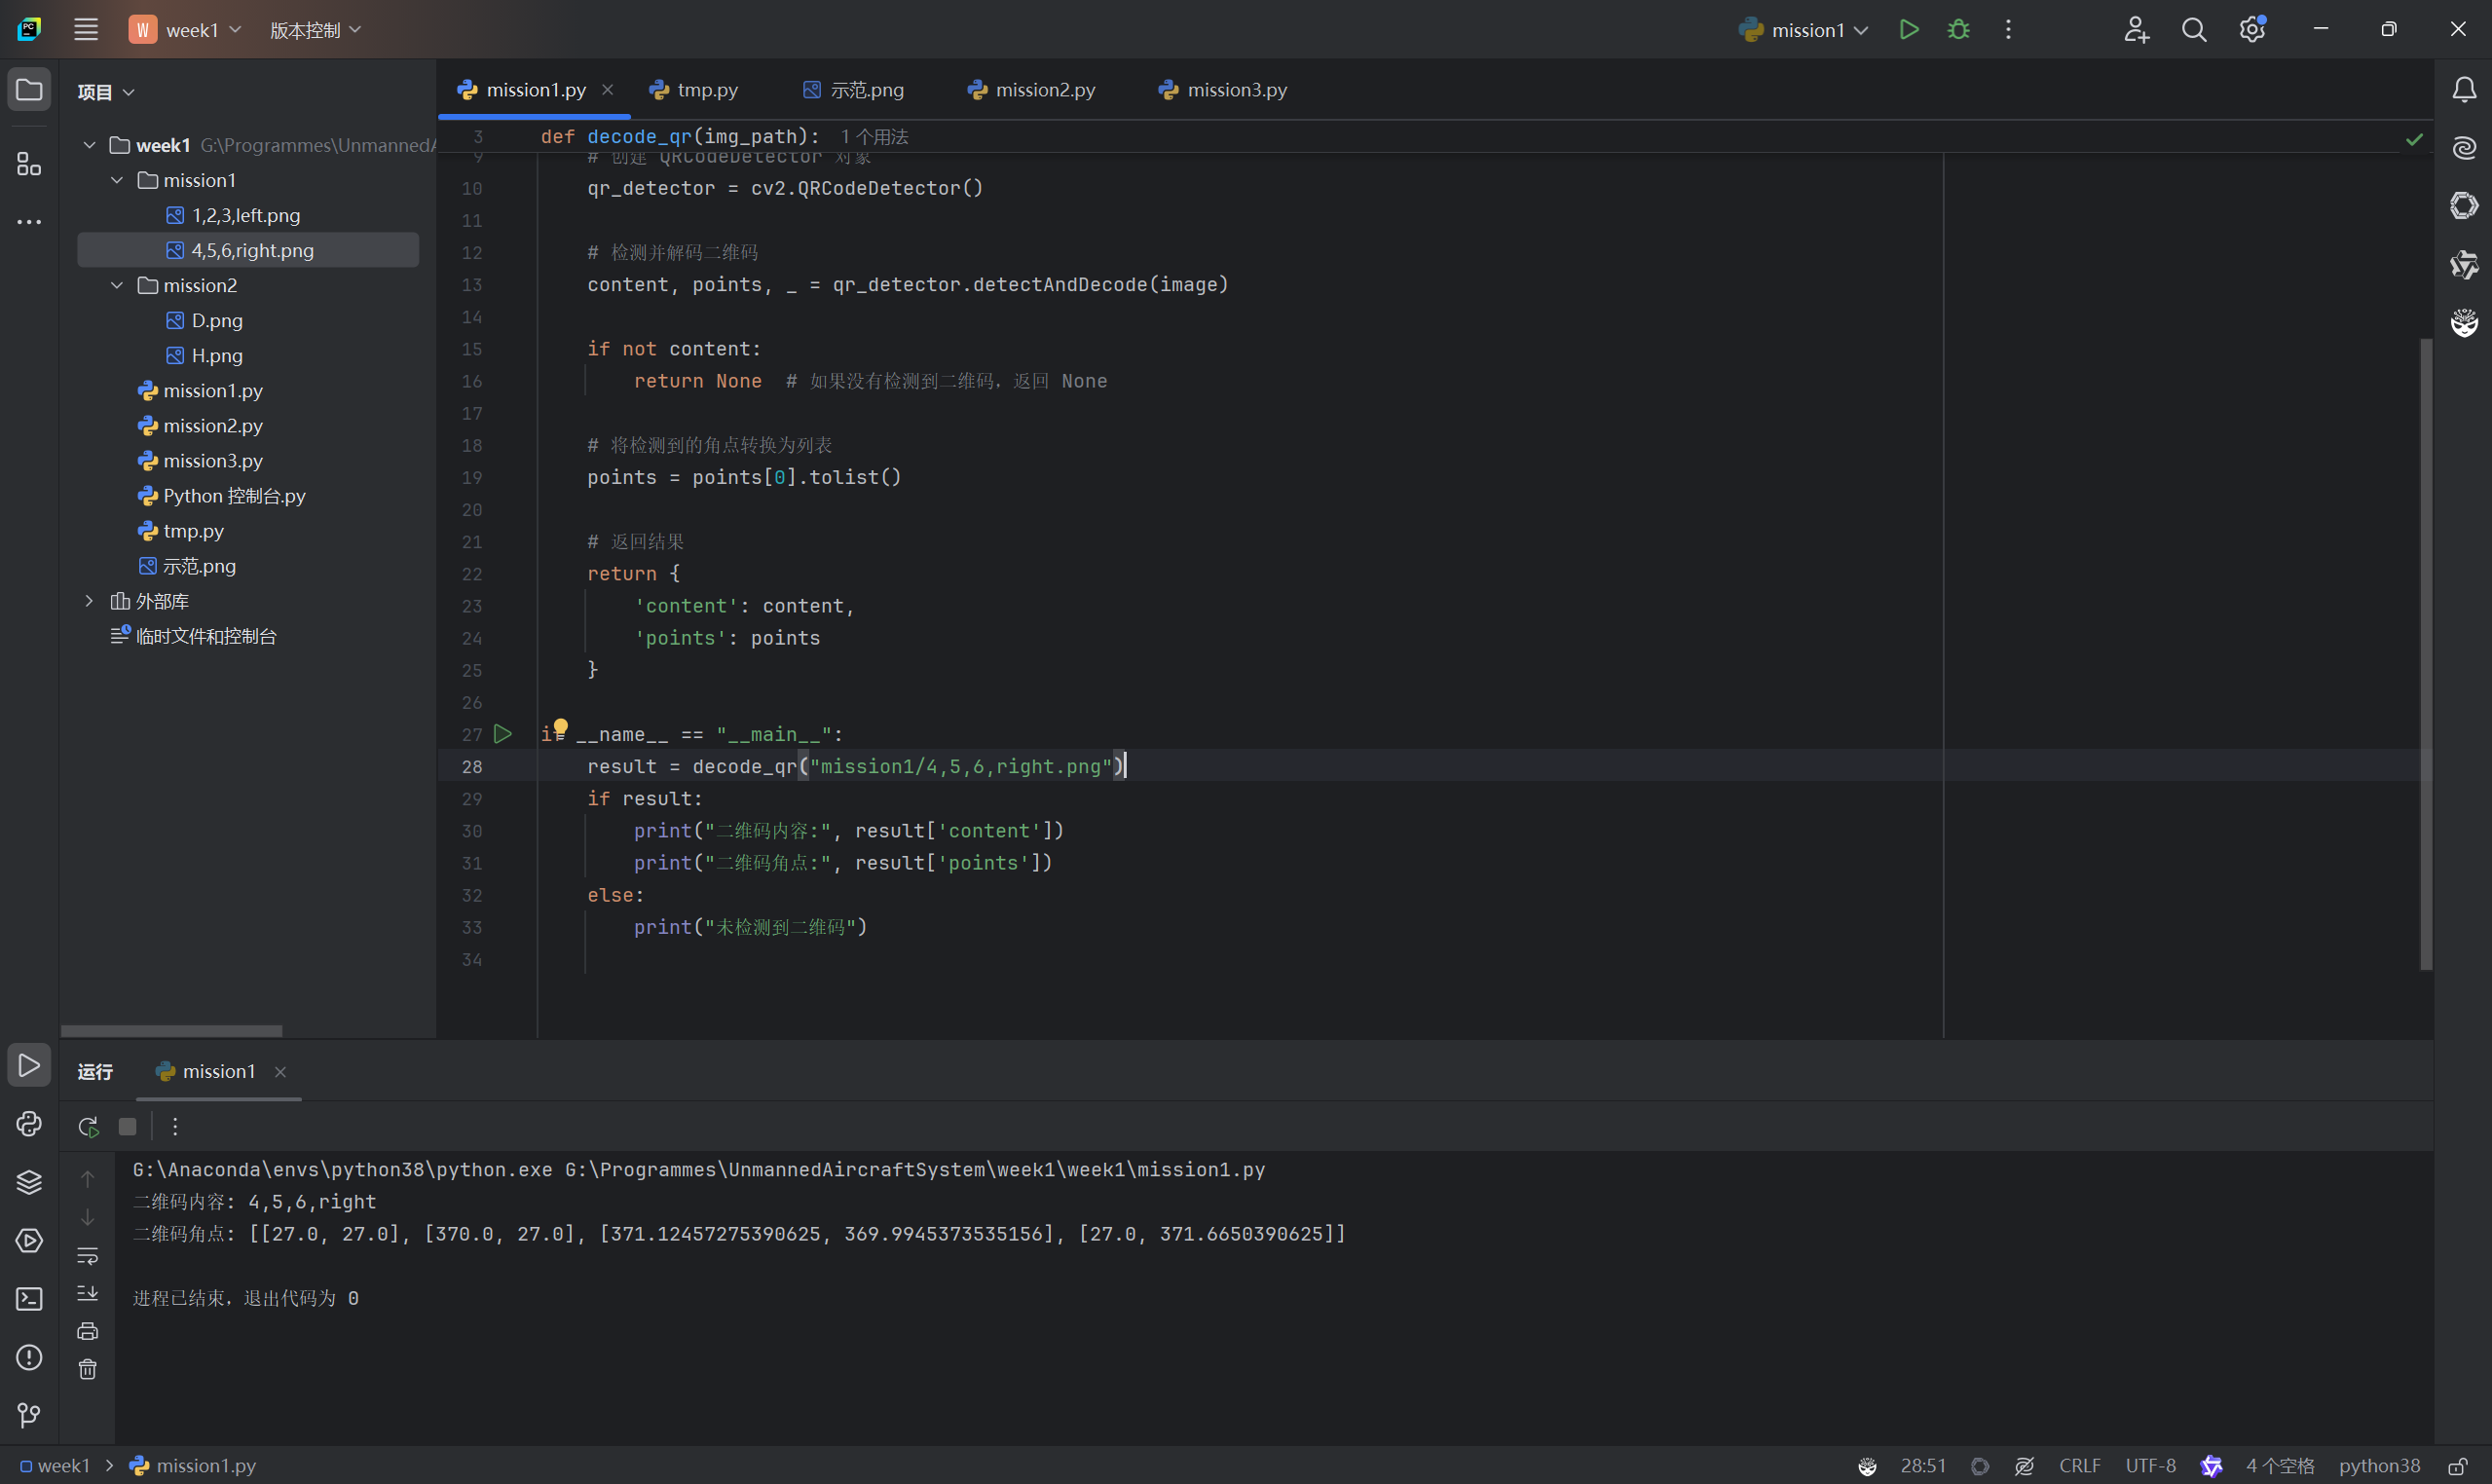 W week1 版本控制 mission1
项目
week1 G:\Programmes\Unmanned
mission1
1,2,3,left.png
4,5,6,right.png
mission2
D.png
H.png
mission1.py
mission2.py
mission3.py
Python 控制台.py
tmp.py
示范.png
外部库
临时文件和控制台
mission1.py tmp.py 示范.png mission2.py mission3.py
3 def decode_qr(img_path): 1个用法
9 # 创建 QRCodeDetector 对象
10 qr_detector = cv2.QRCodeDetector()
11
12 # 检测并解码二维码
13 content, points, _ = qr_detector.detectAndDecode(image)
14
15 if not content:
16 return None # 如果没有检测到二维码，返回 None
17
18 # 将检测到的角点转换为列表
19 points = points[0].tolist()
20
21 # 返回结果
22 return {
23 'content': content,
24 'points': points
25 }
26
27 if __name__ == "__main__":
28 result = decode_qr("mission1/4,5,6,right.png")
29 if result:
30 print("二维码内容:", result['content'])
31 print("二维码角点:", result['points'])
32 else:
33 print("未检测到二维码")
34
运行 mission1
G:\Anaconda\envs\python38\python.exe G:\Programmes\UnmannedAircraftSystem\week1\week1\mission1.py
二维码内容: 4,5,6,right
二维码角点: [[27.0, 27.0], [370.0, 27.0], [371.12457275390625, 369.9945373535156], [27.0, 371.6650390625]]
进程已结束，退出代码为 0
week1 mission1.py 28:51 CRLF UTF-8 4 个空格 python38